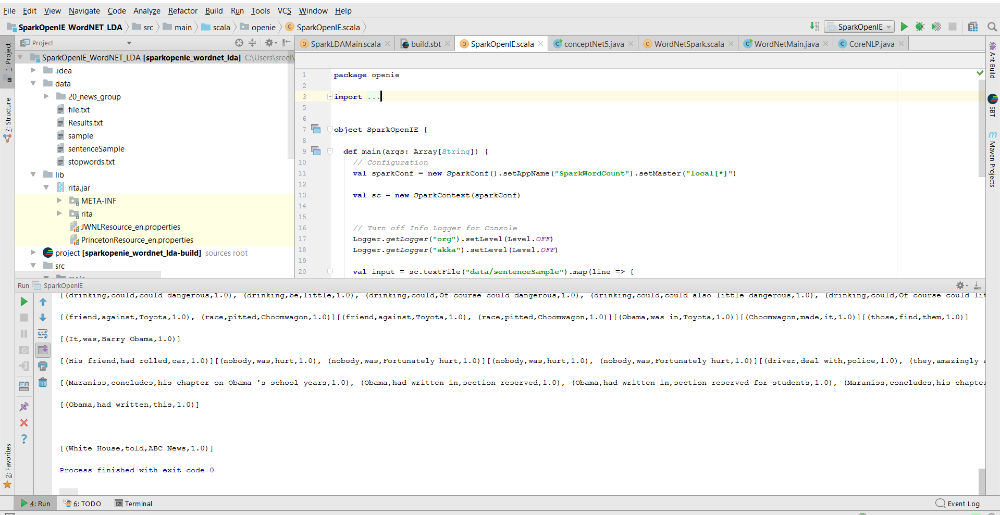 File Edit View Navigate Code Analyze Refactor Build Run Tools VCS Window Help
SparkOpenIE_WordNET_LDA src main scala openie SparkOpenIE.scala
SparkOpenIE
Project
SparkLDAMain.scala build.sbt SparkOpenIE.scala conceptNet5.java WordNetSpark.scala WordNetMain.java CoreNLP.java
1: Project
7: Structure
2: Favorites
SparkOpenIE_WordNET_LDA [sparkopenie_wordnet_lda] C:\Users\sreel\
.idea
data
20_news_group
file.txt
Results.txt
sample
sentenceSample
stopwords.txt
lib
rita.jar
META-INF
rita
JWNLResource_en.properties
PrincetonResource_en.properties
project [sparkopenie_wordnet_lda-build] sources root
src
main
1 package openie
2
3 import ...
5
6
7 object SparkOpenIE {
8
9 def main(args: Array[String]) {
10 // Configuration
11 val sparkConf = new SparkConf().setAppName("SparkWordCount").setMaster("local[*]")
12
13 val sc = new SparkContext(sparkConf)
14
15
16 // Turn off Info Logger for Console
17 Logger.getLogger("org").setLevel(Level.OFF)
18 Logger.getLogger("akka").setLevel(Level.OFF)
19
20 val input = sc.textFile("data/sentenceSample").map(line => {
Ant Build
SBT
m
Maven Projects
Run SparkOpenIE
[(drinking,could,could dangerous,1.0), (drinking,be,little,1.0), (drinking,could,Of course could dangerous,1.0), (drinking,could,could also little dangerous,1.0), (drinking,could,Of course could lit
[(friend,against,Toyota,1.0), (race,pitted,Choomwagon,1.0)][(friend,against,Toyota,1.0), (race,pitted,Choomwagon,1.0)][(Obama,was in,Toyota,1.0)][(Choomwagon,made,it,1.0)][(those,find,them,1.0)]
[(It,was,Barry Obama,1.0)]
[(His friend,had rolled,car,1.0)][(nobody,was,hurt,1.0), (nobody,was,Fortunately hurt,1.0)][(nobody,was,hurt,1.0), (nobody,was,Fortunately hurt,1.0)][(driver,deal with,police,1.0), (they,amazingly a
[(Maraniss,concludes,his chapter on Obama 's school years,1.0), (Obama,had written in,section reserved,1.0), (Obama,had written in,section reserved for students,1.0), (Maraniss,concludes,his chapter
[(Obama,had written,this,1.0)]
[(White House,told,ABC News,1.0)]
Process finished with exit code 0
4: Run 6: TODO Terminal Event Log